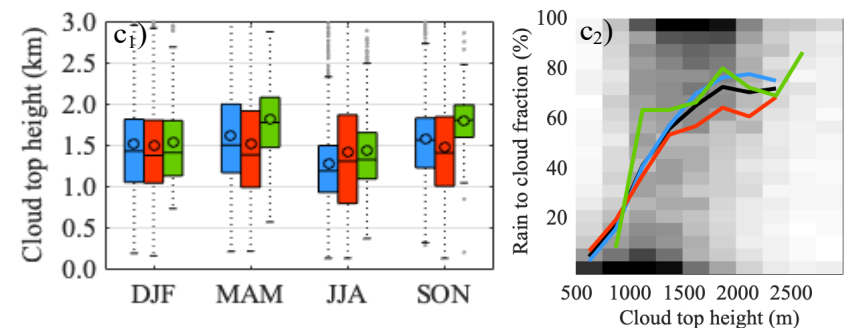 c1)
Cloud top height (km)
3.0
2.5
2.0
1.5
1.0
0.5
0.0
DJF MAM JJA SON
c2)
Rain to cloud fraction (%)
100
80
60
40
20
500 1000 1500 2000 2500
Cloud top height (m)